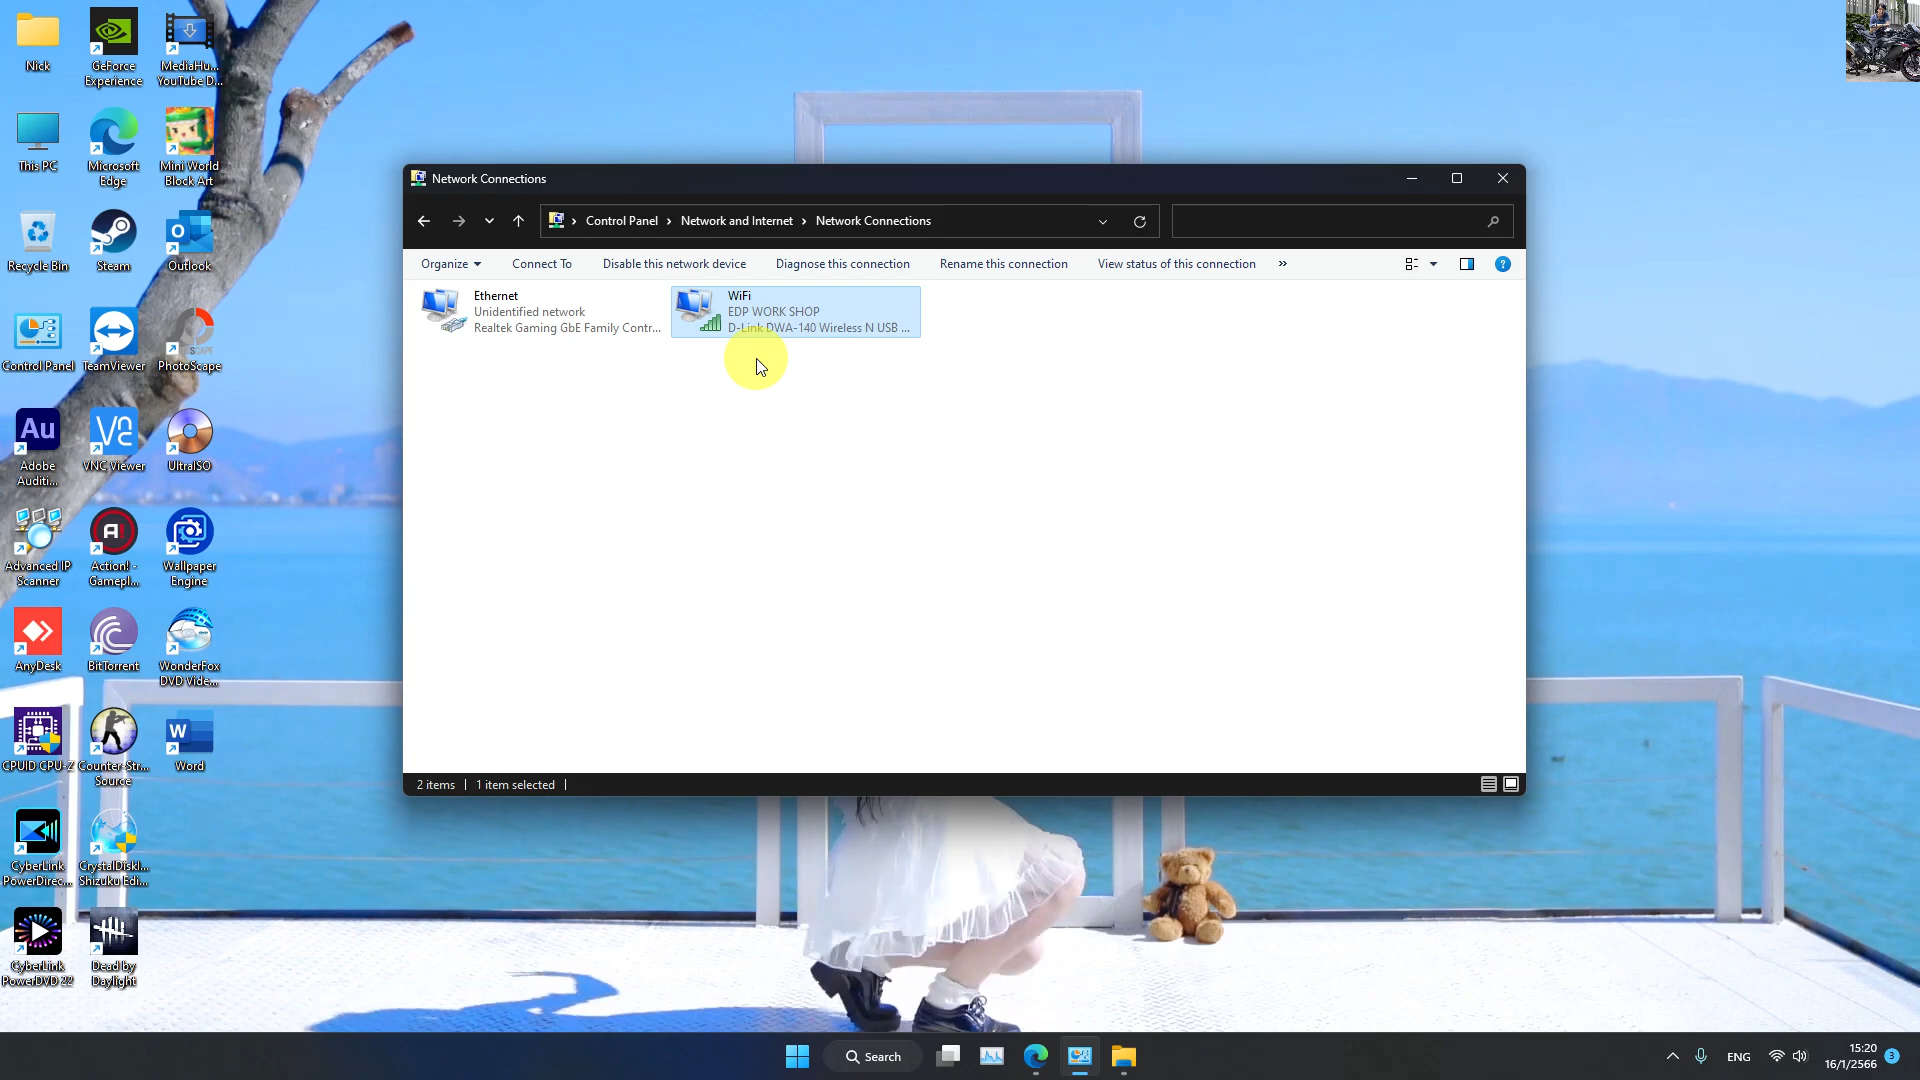 Nick
GeForce
Experience
MediaHu...
YouTube D...
This PC
Microsoft
Edge
Mini World
Block Art
Recycle Bin
Steam
Outlook
Control Panel
TeamViewer
PhotoScape
Adobe
Auditi...
VNC Viewer
UltraISO
Advanced IP
Scanner
Action! -
Gamepl...
Wallpaper
Engine
AnyDesk
BitTorrent
WonderFox
DVD Vide...
CPUID CPU-Z
Counter-Str...
Source
Word
CyberLink
PowerDirec...
CrystalDiskI...
Shizuku Edi...
CyberLink
PowerDVD 22
Dead by
Daylight
Network Connections
Control Panel > Network and Internet > Network Connections
Organize
Connect To
Disable this network device
Diagnose this connection
Rename this connection
View status of this connection
»
Ethernet
Unidentified network
Realtek Gaming GbE Family Contr...
WiFi
EDP WORK SHOP
D-Link DWA-140 Wireless N USB ...
2 items
1 item selected
Search
ENG
15:20
16/1/2566
3